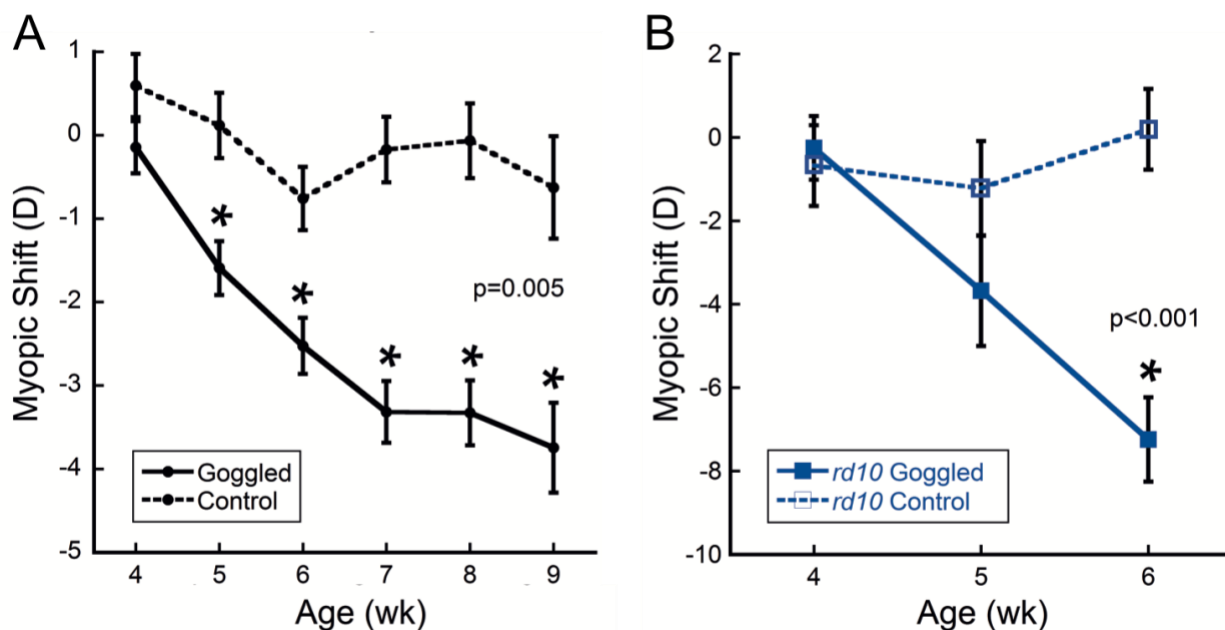 A
Myopic Shift (D)
1
0
-1
-2
-3
-4
-5
*
*
*
*
*
p=0.005
Goggled
Control
4 5 6 7 8 9
Age (wk)
B
Myopic Shift (D)
2
0
-2
-4
-6
-8
-10
p<0.001
*
rd10 Goggled
rd10 Control
4 5 6
Age (wk)